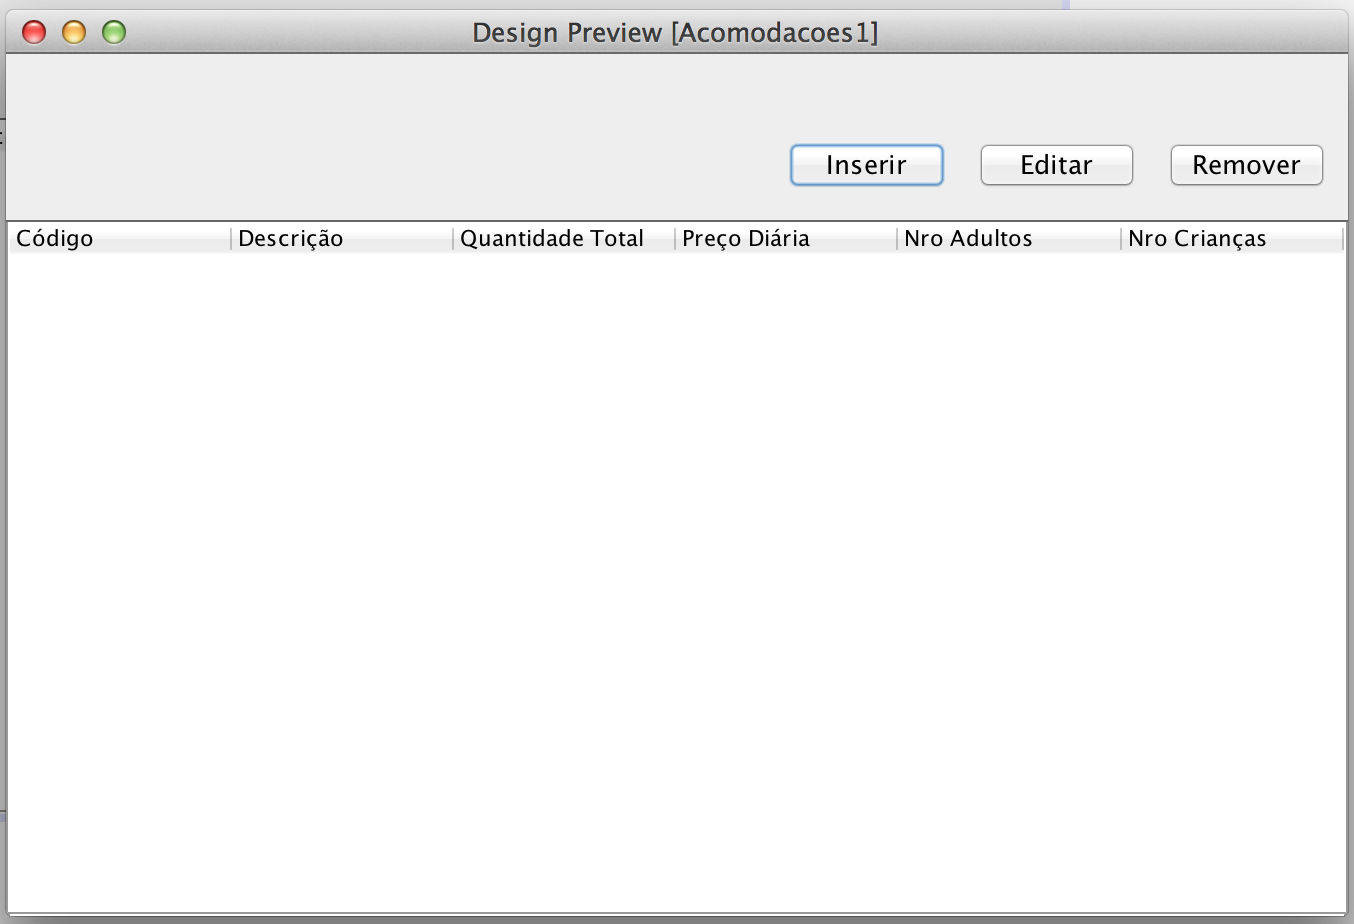 Design Preview [Acomodacoes1]
Inserir Editar Remover
Código Descrição Quantidade Total Preço Diária Nro Adultos Nro Crianças